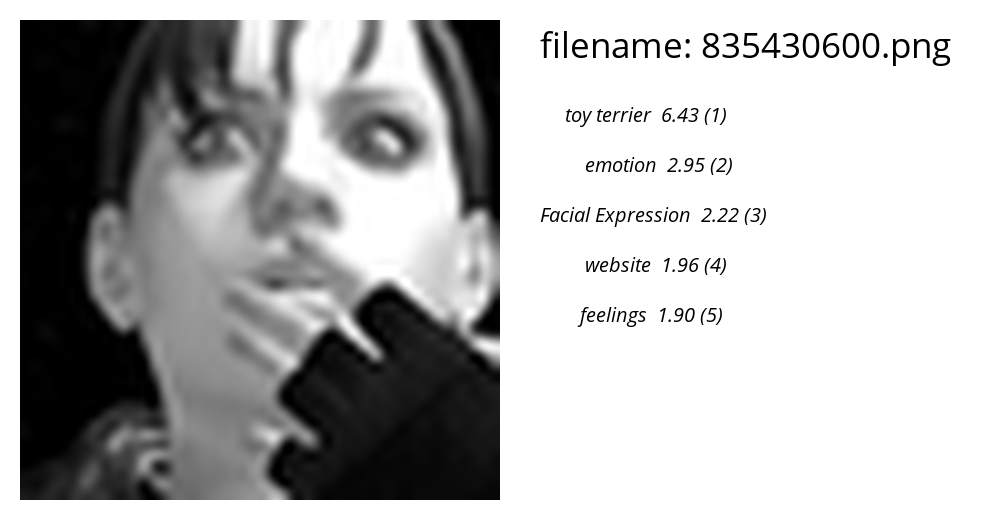 filename: 835430600.png
toy terrier 6.43 (1)
emotion 2.95 (2)
Facial Expression 2.22 (3)
website 1.96 (4)
feelings 1.90 (5)